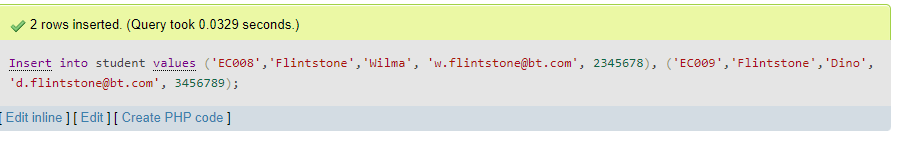 2 rows inserted. (Query took 0.0329 seconds.)
Insert into student values ('EC008','Flintstone','Wilma', 'w.flintstone@bt.com', 2345678), ('EC009','Flintstone','Dino',
'd.flintstone@bt.com', 3456789);
[ Edit inline ] [ Edit ] [ Create PHP code ]